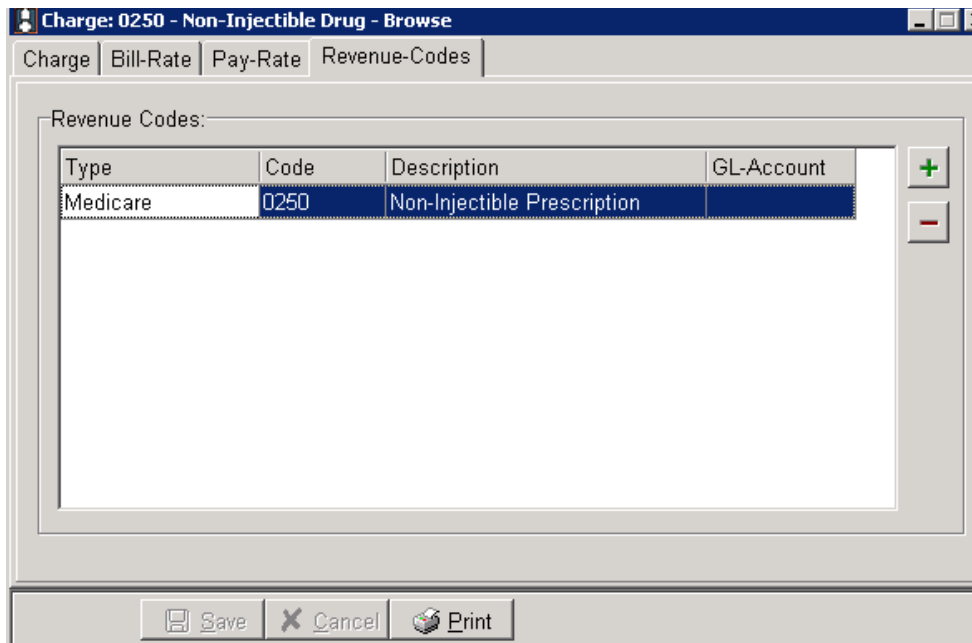 Charge: 0250 - Non-Injectible Drug - Browse
Charge Bill-Rate Pay-Rate Revenue-Codes
Revenue Codes:
Type Code Description GL-Account
Medicare 0250 Non-Injectible Prescription
Save Cancel Print